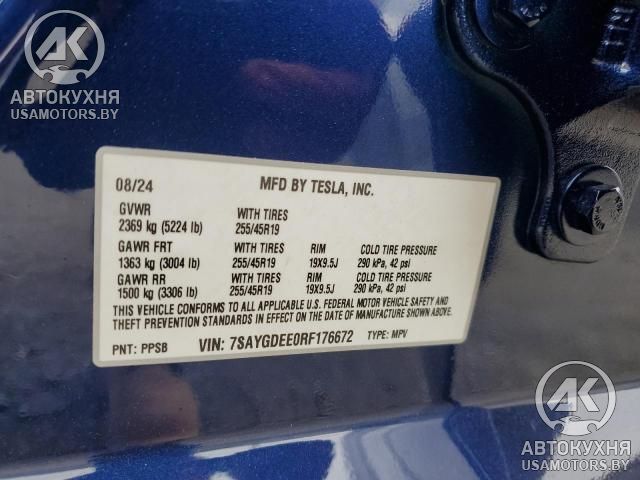 AK
АВТОКУХНЯ
USAMOTORS.BY
08/24 MFD BY TESLA, INC.
GVWR WITH TIRES
2369 kg (5224 lb) 255/45R19
GAWR FRT WITH TIRES RIM COLD TIRE PRESSURE
1363 kg (3004 lb) 255/45R19 19X9.5J 290 kPa, 42 psi
GAWR RR WITH TIRES RIM COLD TIRE PRESSURE
1500 kg (3306 lb) 255/45R19 19X9.5J 290 kPa, 42 psi
THIS VEHICLE CONFORMS TO ALL APPLICABLE U.S. FEDERAL MOTOR VEHICLE SAFETY AND
THEFT PREVENTION STANDARDS IN EFFECT ON THE DATE OF MANUFACTURE SHOWN ABOVE.
PNT: PPSB VIN: 7SAYGDEE0RF176672 TYPE: MPV
AK
АВТОКУХНЯ
USAMOTORS.BY